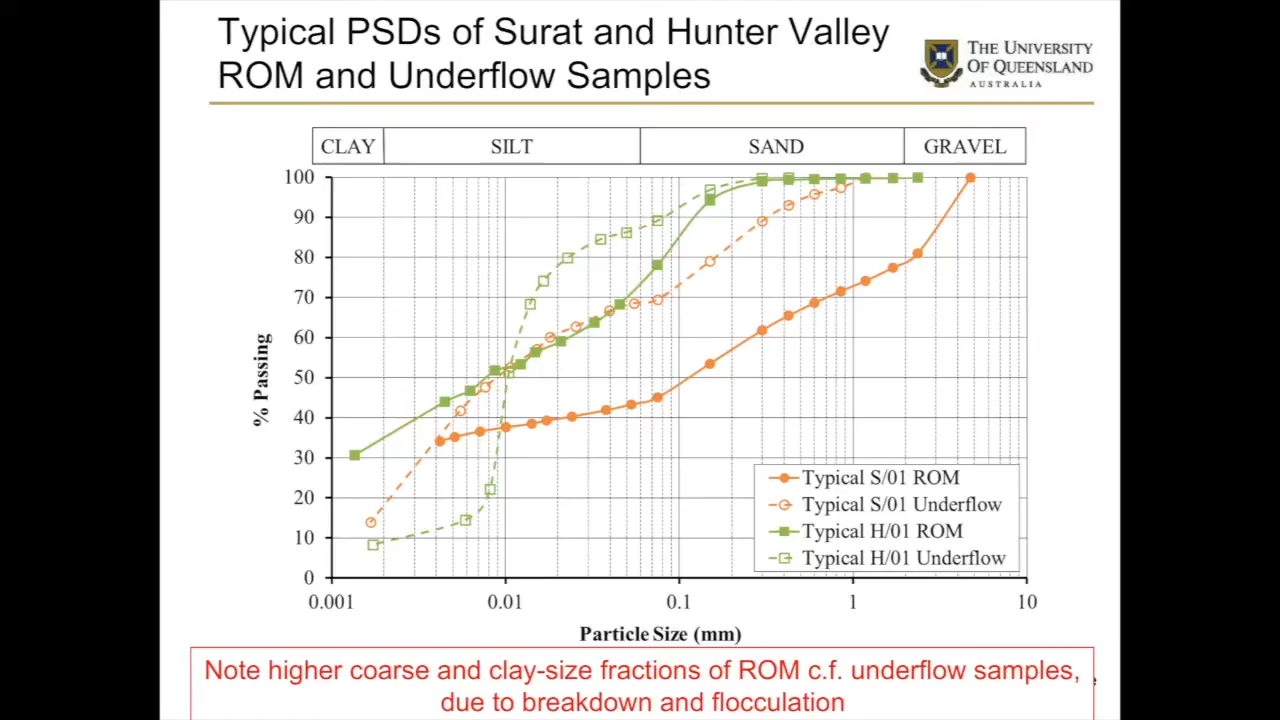 Typical PSDs of Surat and Hunter Valley
ROM and Underflow Samples
THE UNIVERSITY
OF QUEENSLAND
AUSTRALIA
CLAY SILT SAND GRAVEL
100
90
80
70
60
50
40
30
20
10
0
% Passing
0.001 0.01 0.1 1 10
Particle Size (mm)
Typical S/01 ROM
Typical S/01 Underflow
Typical H/01 ROM
Typical H/01 Underflow
Note higher coarse and clay-size fractions of ROM c.f. underflow samples,
due to breakdown and flocculation